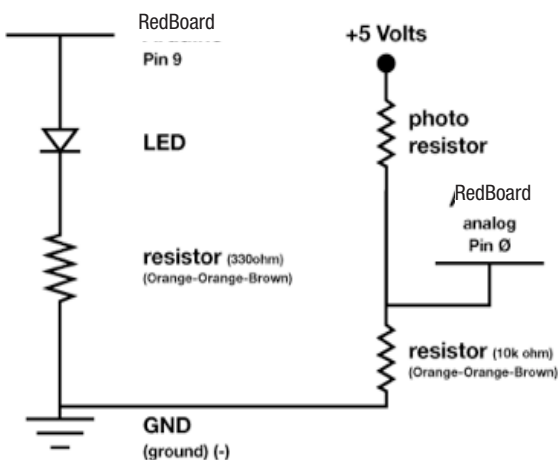 RedBoard
Pin 9
LED
resistor (330ohm)
(Orange-Orange-Brown)
GND
(ground) (-)
+5 Volts
photo
resistor
RedBoard
analog
Pin Ø
resistor (10k ohm)
(Orange-Orange-Brown)